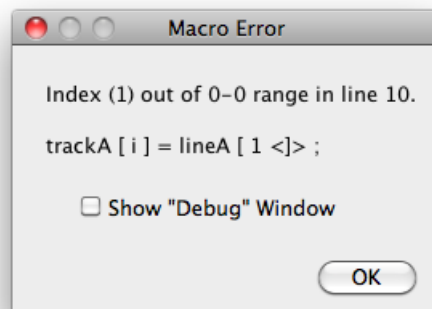 Macro Error
Index (1) out of 0-0 range in line 10.
trackA [ i ] = lineA [ 1 <]> ;
Show "Debug" Window
OK